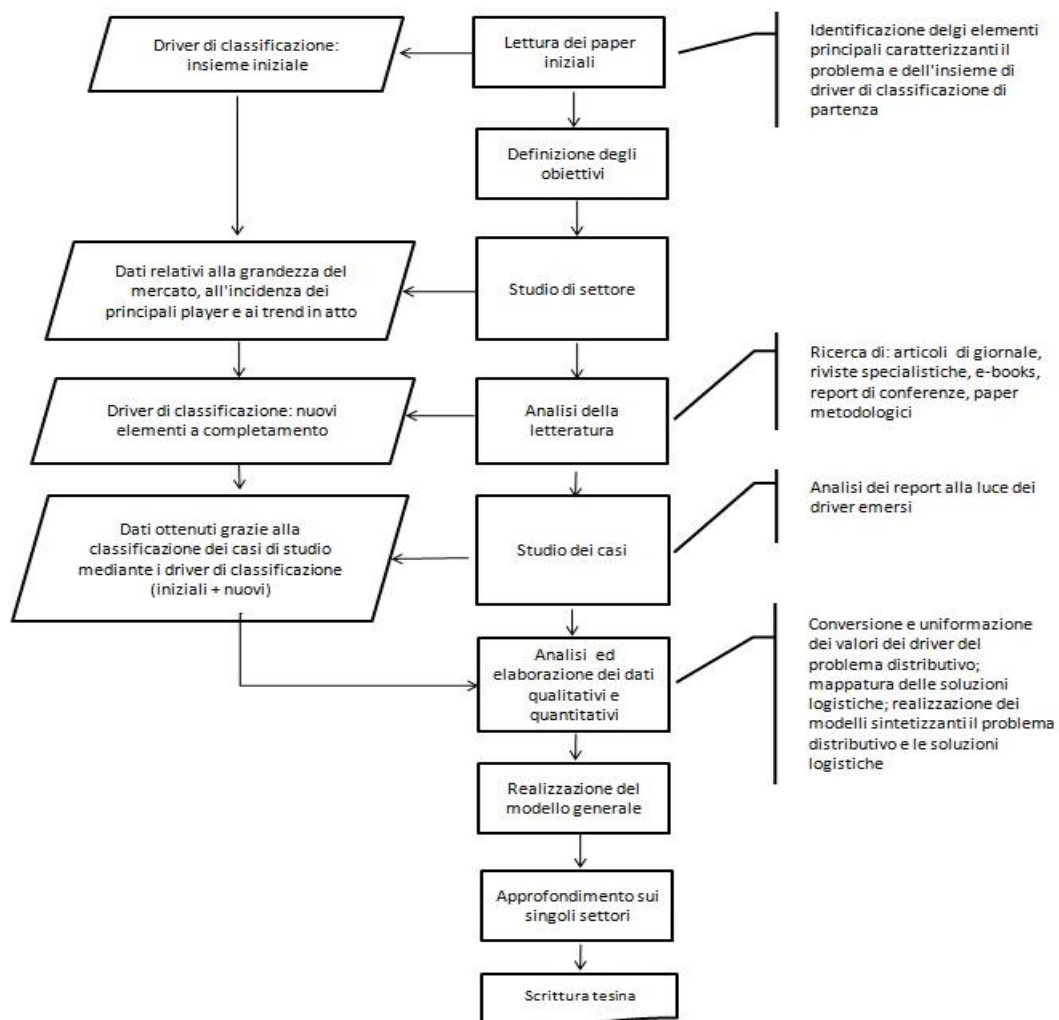 Driver di classificazione:
insieme iniziale
Lettura dei paper
iniziali
Identificazione delgi elementi
principali caratterizzanti il
problema e dell'insieme di
driver di classificazione di
partenza
Definizione degli
obiettivi
Dati relativi alla grandezza del
mercato, all'incidenza dei
principali player e ai trend in atto
Studio di settore
Driver di classificazione: nuovi
elementi a completamento
Analisi della
letteratura
Ricerca di: articoli di giornale,
riviste specialistiche, e-books,
report di conferenze, paper
metodologici
Dati ottenuti grazie alla
classificazione dei casi di studio
mediante i driver di classificazione
(iniziali + nuovi)
Studio dei casi
Analisi dei report alla luce dei
driver emersi
Analisi ed
elaborazione dei dati
qualitativi e
quantitativi
Conversione e uniformazione
dei valori dei driver del
problema distributivo;
mappatura delle soluzioni
logistiche; realizzazione dei
modelli sintetizzanti il problema
distributivo e le soluzioni
logistiche
Realizzazione del
modello generale
Approfondimento sui
singoli settori
Scrittura tesina